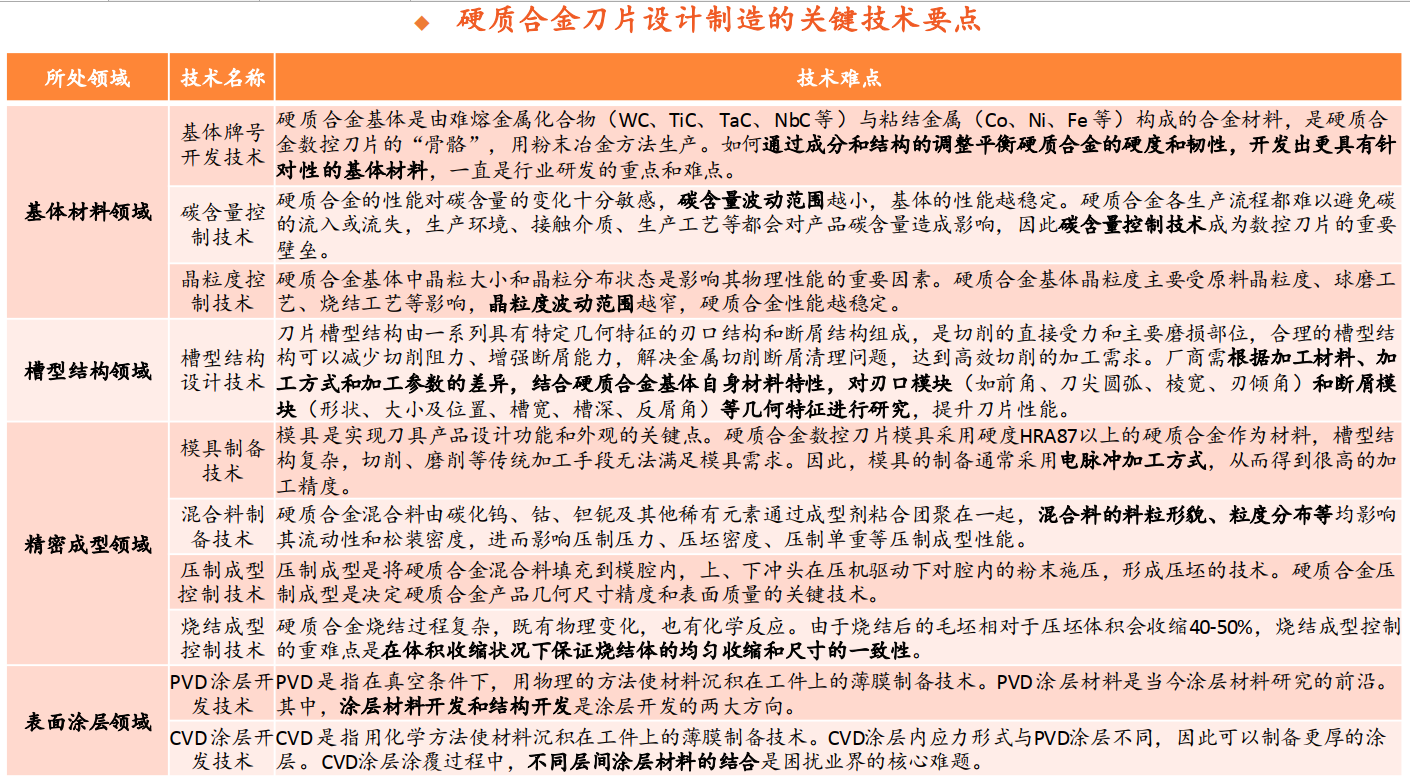 ◆ 硬质合金刀片设计制造的关键技术要点
所处领域 技术名称 技术难点
基体材料领域
基体牌号
开发技术
硬质合金基体是由难熔金属化合物（WC、TiC、TaC、NbC等）与粘结金属（Co、Ni、Fe等）构成的合金材料，是硬质合
金数控刀片的“骨骼”，用粉末冶金方法生产。如何通过成分和结构的调整平衡硬质合金的硬度和韧性，开发出更具有针
对性的基体材料，一直是行业研发的重点和难点。
碳含量控
制技术
硬质合金的性能对碳含量的变化十分敏感，碳含量波动范围越小，基体的性能越稳定。硬质合金各生产流程都难以避免碳
的流入或流失，生产环境、接触介质、生产工艺等都会对产品碳含量造成影响，因此碳含量控制技术成为数控刀片的重要
壁垒。
晶粒度控
制技术
硬质合金基体中晶粒大小和晶粒分布状态是影响其物理性能的重要因素。硬质合金基体晶粒度主要受原料晶粒度、球磨工
艺、烧结工艺等影响，晶粒度波动范围越窄，硬质合金性能越稳定。
槽型结构领域
槽型结构
设计技术
刀片槽型结构由一系列具有特定几何特征的刃口结构和断屑结构组成，是切削的直接受力和主要磨损部位，合理的槽型结
构可以减少切削阻力、增强断屑能力，解决金属切削断屑清理问题，达到高效切削的加工需求。厂商需根据加工材料、加
工方式和加工参数的差异，结合硬质合金基体自身材料特性，对刃口模块（如前角、刀尖圆弧、棱宽、刃倾角）和断屑模
块（形状、大小及位置、槽宽、槽深、反屑角）等几何特征进行研究，提升刀片性能。
精密成型领域
模具制备
技术
模具是实现刀具产品设计功能和外观的关键点。硬质合金数控刀片模具采用硬度HRA87以上的硬质合金作为材料，槽型结
构复杂，切削、磨削等传统加工手段无法满足模具需求。因此，模具的制备通常采用电脉冲加工方式，从而得到很高的加
工精度。
混合料制
备技术
硬质合金混合料由碳化钨、钴、钽铌及其他稀有元素通过成型剂粘合团聚在一起，混合料的料粒形貌、粒度分布等均影响
其流动性和松装密度，进而影响压制压力、压坯密度、压制单重等压制成型性能。
压制成型
控制技术
压制成型是将硬质合金混合料填充到模腔内，上、下冲头在压机驱动下对腔内的粉末施压，形成压坯的技术。硬质合金压
制成型是决定硬质合金产品几何尺寸精度和表面质量的关键技术。
烧结成型
控制技术
硬质合金烧结过程复杂，既有物理变化，也有化学反应。由于烧结后的毛坯相对于压坯体积会收缩40-50%，烧结成型控制
的重难点是在体积收缩状况下保证烧结体的均匀收缩和尺寸的一致性。
表面涂层领域
PVD涂层开
发技术
PVD是指在真空条件下，用物理的方法使材料沉积在工件上的薄膜制备技术。PVD涂层材料是当今涂层材料研究的前沿。
其中，涂层材料开发和结构开发是涂层开发的两大方向。
CVD涂层开
发技术
CVD是指用化学方法使材料沉积在工件上的薄膜制备技术。CVD涂层内应力形式与PVD涂层不同，因此可以制备更厚的涂
层。CVD涂层涂覆过程中，不同层间涂层材料的结合是困扰业界的核心难题。